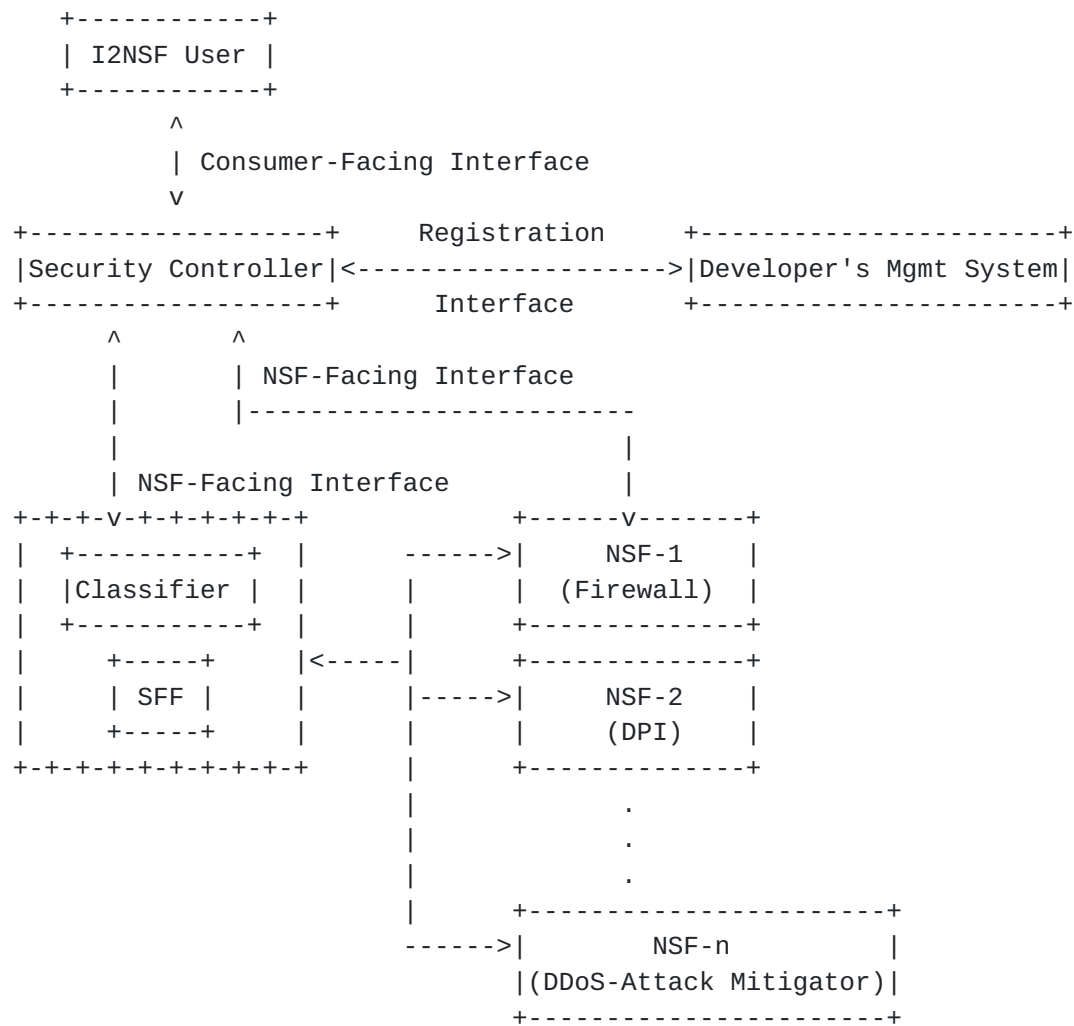 I2NSF User
Consumer-Facing Interface
Registration
Security Controller
Developer's Mgmt System
Interface
NSF-Facing Interface
NSF-Facing Interface
NSF-1
Classifier
(Firewall)
SFF
NSF-2
(DPI)
.
.
.
NSF-n
(DDoS-Attack Mitigator)